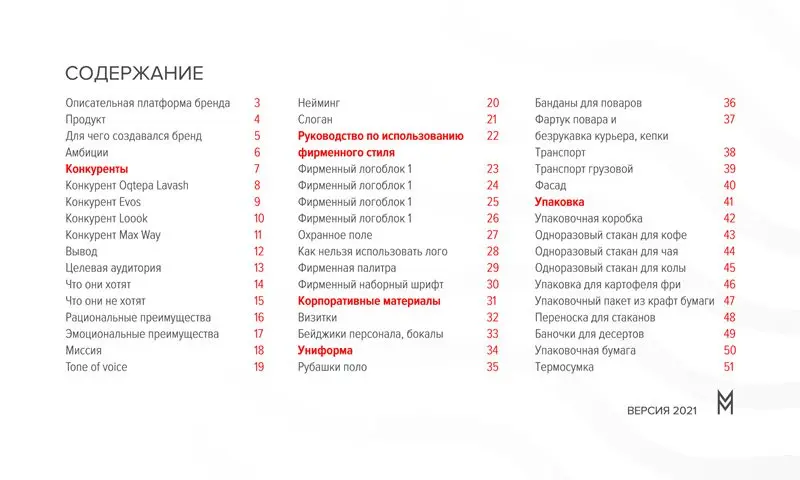 СОДЕРЖАНИЕ
Описательная платформа бренда 3
Продукт 4
Для чего создавался бренд 5
Амбиции 6
Конкуренты 7
Конкурент Oqtepa Lavash 8
Конкурент Evos 9
Конкурент Loook 10
Конкурент Max Way 11
Вывод 12
Целевая аудитория 13
Что они хотят 14
Что они не хотят 15
Рациональные преимущества 16
Эмоциональные преимущества 17
Миссия 18
Tone of voice 19
Нейминг 20
Слоган 21
Руководство по использованию 22
фирменного стиля
Фирменный логоблок 1 23
Фирменный логоблок 1 24
Фирменный логоблок 1 25
Фирменный логоблок 1 26
Охранное поле 27
Как нельзя использовать лого 28
Фирменная палитра 29
Фирменный наборный шрифт 30
Корпоративные материалы 31
Визитки 32
Бейджики персонала, бокалы 33
Униформа 34
Рубашки поло 35
Банданы для поваров 36
Фартук повара и 37
безрукавка курьера, кепки
Транспорт 38
Транспорт грузовой 39
Фасад 40
Упаковка 41
Упаковочная коробка 42
Одноразовый стакан для кофе 43
Одноразовый стакан для чая 44
Одноразовый стакан для колы 45
Упаковка для картофеля фри 46
Упаковочный пакет из крафт бумаги 47
Переноска для стаканов 48
Баночки для десертов 49
Упаковочная бумага 50
Термосумка 51
ВЕРСИЯ 2021